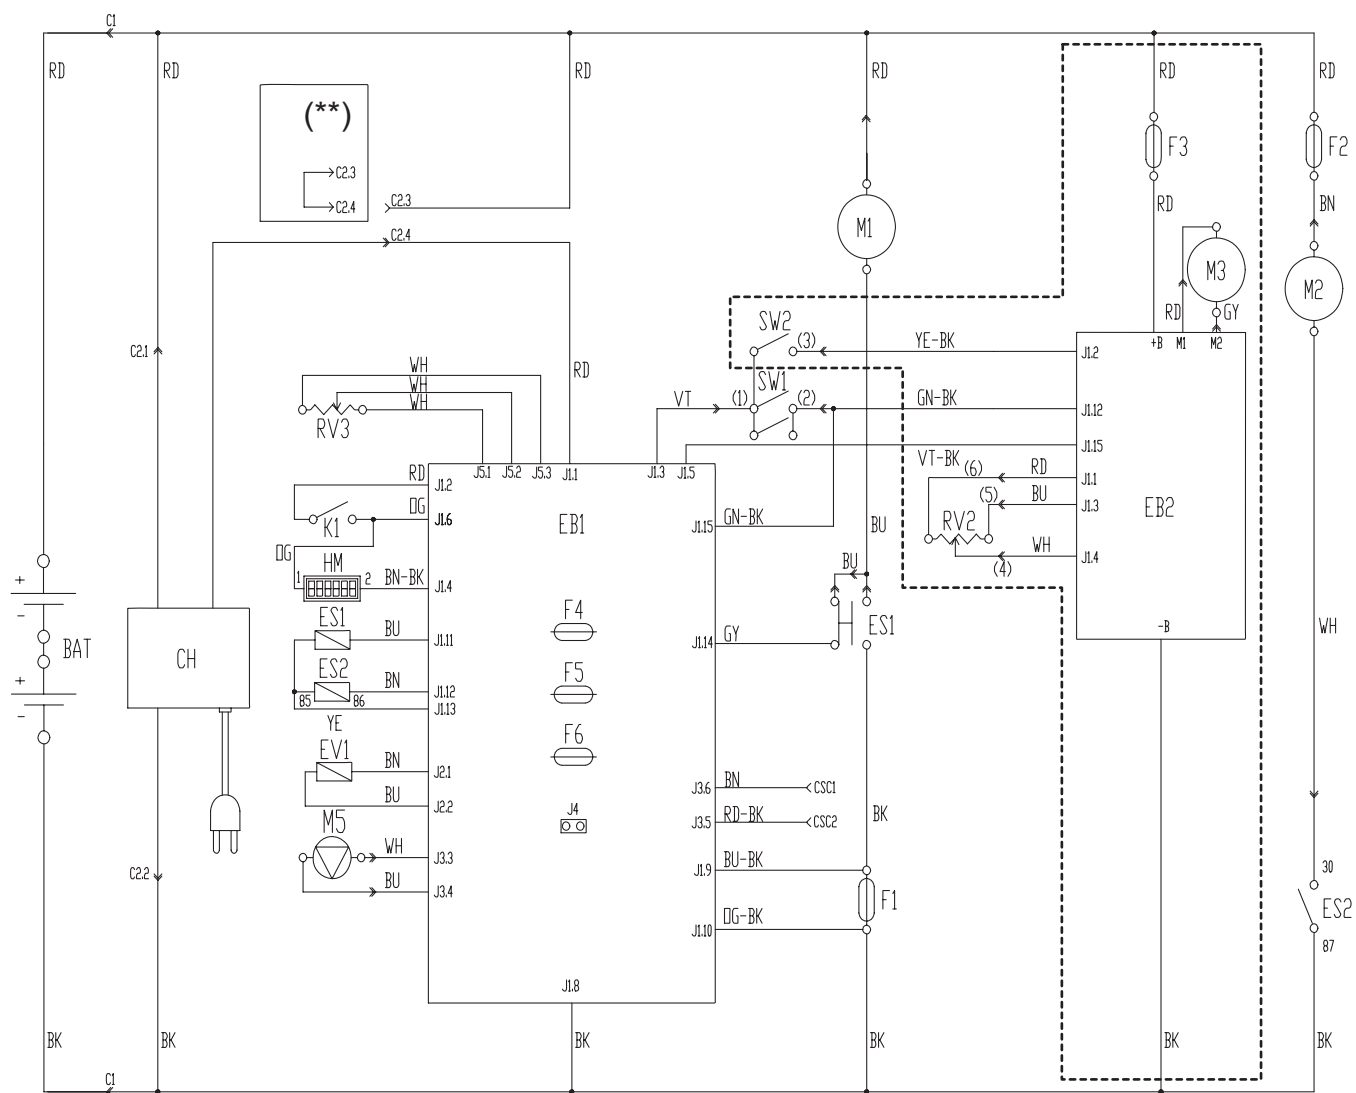 C1
RD RD RD RD RD RD
(**)
C2.3
C2.4
C2.3
C2.4
F3
F2
RD
BN
M1
M3
M2
RD
GY
+B M1 M2
SW2
(3)
YE-BK
J1.2
C2.1
WH
WH
WH
RD
RV3
SW1
VT
(1)
(2)
GN-BK
J1.12
J1.15
VT-BK
(6)
RD
J1.1
(5)
BU
J1.3
RV2
EB2
WH
J1.4
(4)
-B
J5.1 J5.2 J5.3 J1.1 J1.3 J1.5
RD
J1.2
OG
J1.6
K1
EB1
GN-BK
J1.15
BU
OG
HM
1 2
BN-BK
J1.4
BU
ES1
BU
J1.11
F4
GY
J1.14
ES1
ES2
BN
J1.12
85 86
J1.13
YE
F5
BAT
+
-
+
-
CH
WH
EV1
BN
J2.1
BU
J2.2
F6
J4
BN
J3.6
CSC1
RD-BK
J3.5
CSC2
BK
M5
WH
J3.3
BU
J3.4
BU-BK
J1.9
F1
OG-BK
J1.10
C2.2
30
ES2
87
J1.8
BK BK BK BK BK BK
C1